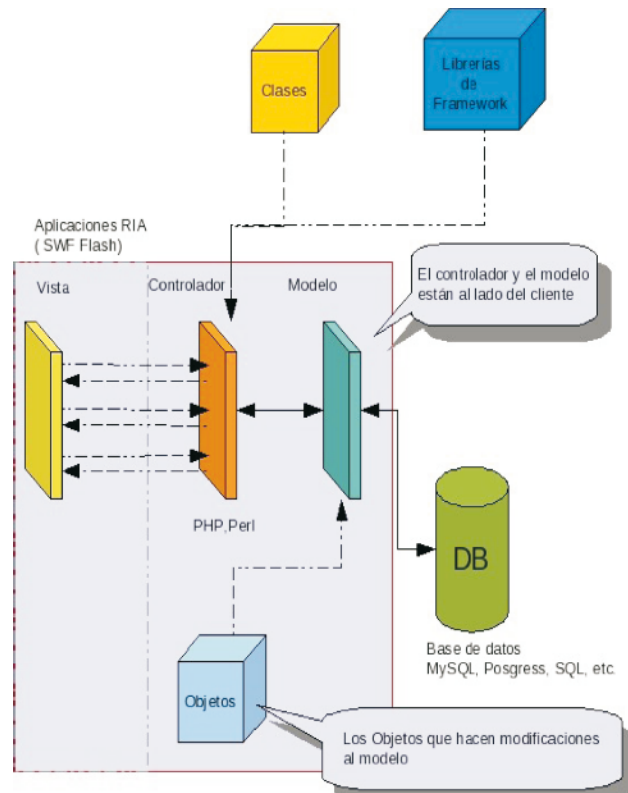 Clases
Librerías
de
Framework
Aplicaciones RIA
( SWF Flash)
Vista
Controlador
Modelo
El controlador y el modelo
están al lado del cliente
PHP,Perl
DB
Base de datos
MySQL, Posgress, SQL, etc.
Objetos
Los Objetos que hacen modificaciones
al modelo